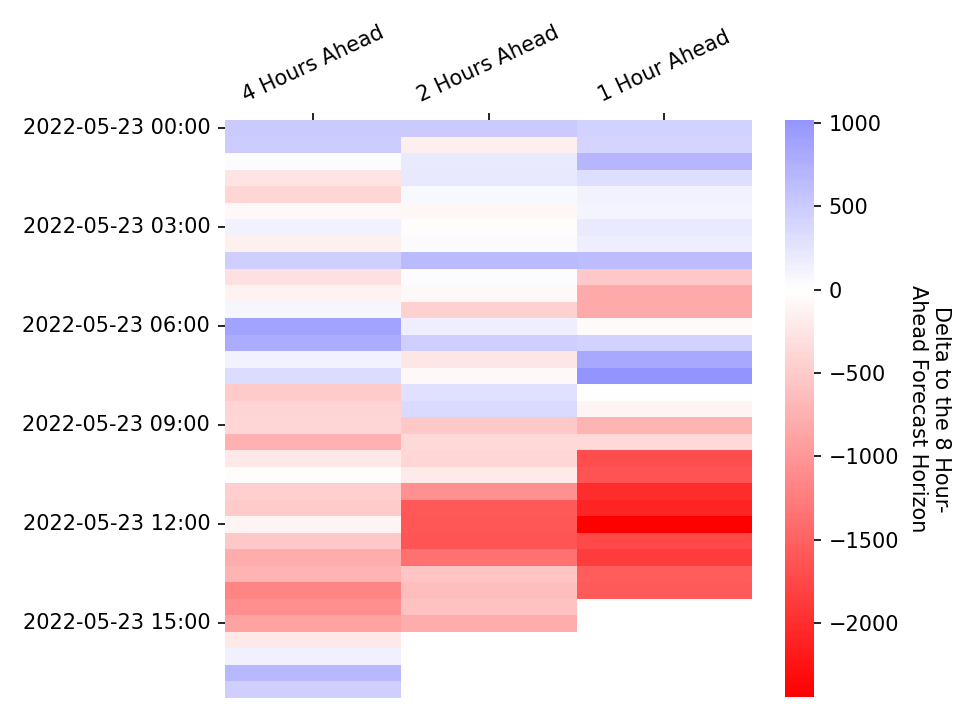 4 Hours Ahead
2 Hours Ahead
1 Hour Ahead
2022-05-23 00:00
2022-05-23 03:00
2022-05-23 06:00
2022-05-23 09:00
2022-05-23 12:00
2022-05-23 15:00
1000
500
0
−500
−1000
−1500
−2000
Delta to the 8 Hour-
Ahead Forecast Horizon